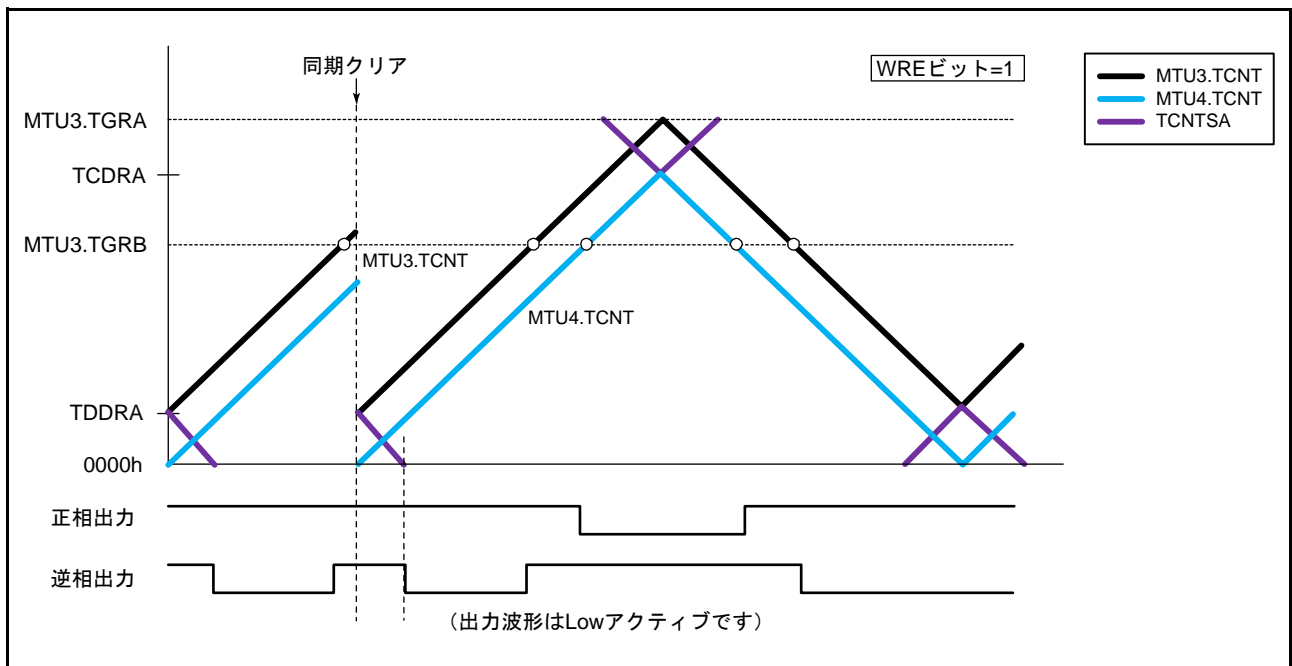 同期クリア
WREビット=1
MTU3.TCNT
MTU4.TCNT
TCNTSA
MTU3.TGRA
TCDRA
MTU3.TGRB
MTU3.TCNT
MTU4.TCNT
TDDRA
0000h
正相出力
逆相出力
（出力波形はLowアクティブです）